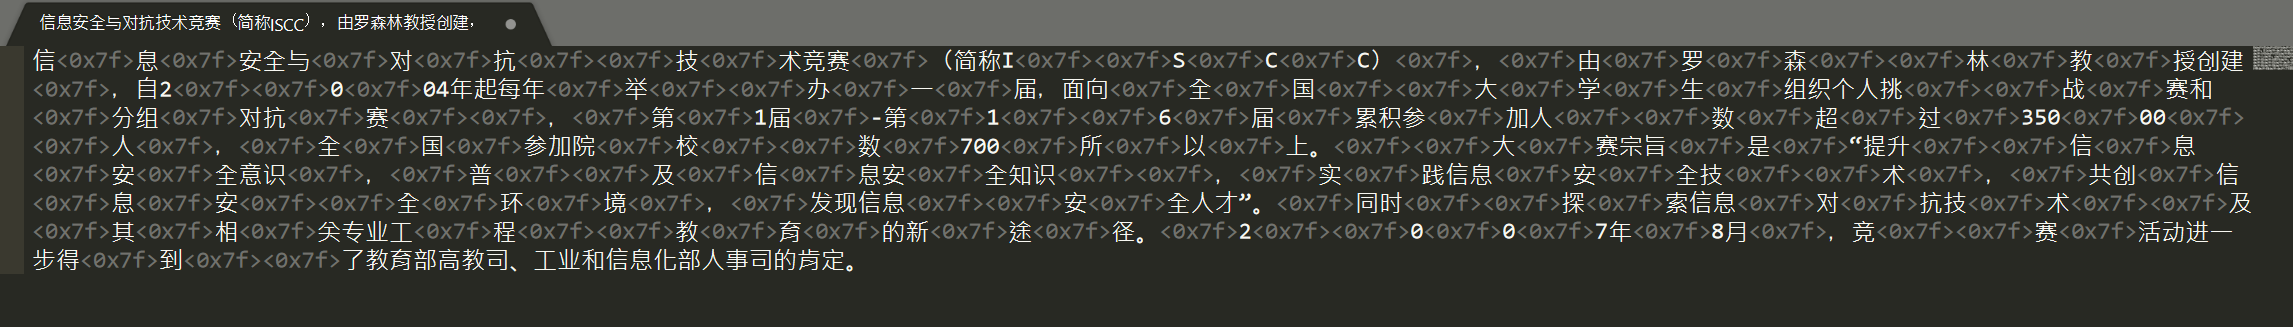 信息安全与对抗技术竞赛（简称ISCC），由罗森林教授创建，
信<0x7f>息<0x7f>安全与<0x7f>对<0x7f>抗<0x7f><0x7f>技<0x7f>术竞赛<0x7f>（简称I<0x7f><0x7f>S<0x7f>C<0x7f>C）<0x7f>，<0x7f>由<0x7f>罗<0x7f>森<0x7f><0x7f>林<0x7f>教<0x7f>授创建
<0x7f>，自2<0x7f><0x7f>0<0x7f>04年起每年<0x7f>举<0x7f><0x7f>办<0x7f>一<0x7f>届，面向<0x7f>全<0x7f>国<0x7f><0x7f>大<0x7f>学<0x7f>生<0x7f>组织个人挑<0x7f><0x7f>战<0x7f>赛和
<0x7f>分组<0x7f>对抗<0x7f>赛<0x7f><0x7f>，<0x7f>第<0x7f>1届<0x7f>-第<0x7f>1<0x7f><0x7f>6<0x7f>届<0x7f>累积参<0x7f>加人<0x7f><0x7f>数<0x7f>超<0x7f>过<0x7f>350<0x7f>00<0x7f>
<0x7f>人<0x7f>，<0x7f>全<0x7f>国<0x7f>参加院<0x7f>校<0x7f><0x7f>数<0x7f>700<0x7f>所<0x7f>以<0x7f>上。<0x7f><0x7f>大<0x7f>赛宗旨<0x7f>是<0x7f>“提升<0x7f><0x7f>信<0x7f>息
<0x7f>安<0x7f>全意识<0x7f>，<0x7f>普<0x7f><0x7f>及<0x7f>信<0x7f>息安<0x7f>全知识<0x7f><0x7f>，<0x7f>实<0x7f>践信息<0x7f>安<0x7f>全技<0x7f><0x7f>术<0x7f>，<0x7f>共创<0x7f>信
<0x7f>息<0x7f>安<0x7f><0x7f>全<0x7f>环<0x7f>境<0x7f>，<0x7f>发现信息<0x7f><0x7f>安<0x7f>全人才”。<0x7f>同时<0x7f><0x7f>探<0x7f>索信息<0x7f>对<0x7f>抗技<0x7f>术<0x7f><0x7f>及
<0x7f>其<0x7f>相<0x7f>关专业工<0x7f>程<0x7f><0x7f>教<0x7f>育<0x7f>的新<0x7f>途<0x7f>径。<0x7f>2<0x7f><0x7f>0<0x7f>0<0x7f>7年<0x7f>8月<0x7f>，竞<0x7f><0x7f>赛<0x7f>活动进一
步得<0x7f>到<0x7f><0x7f>了教育部高教司、工业和信息化部人事司的肯定。